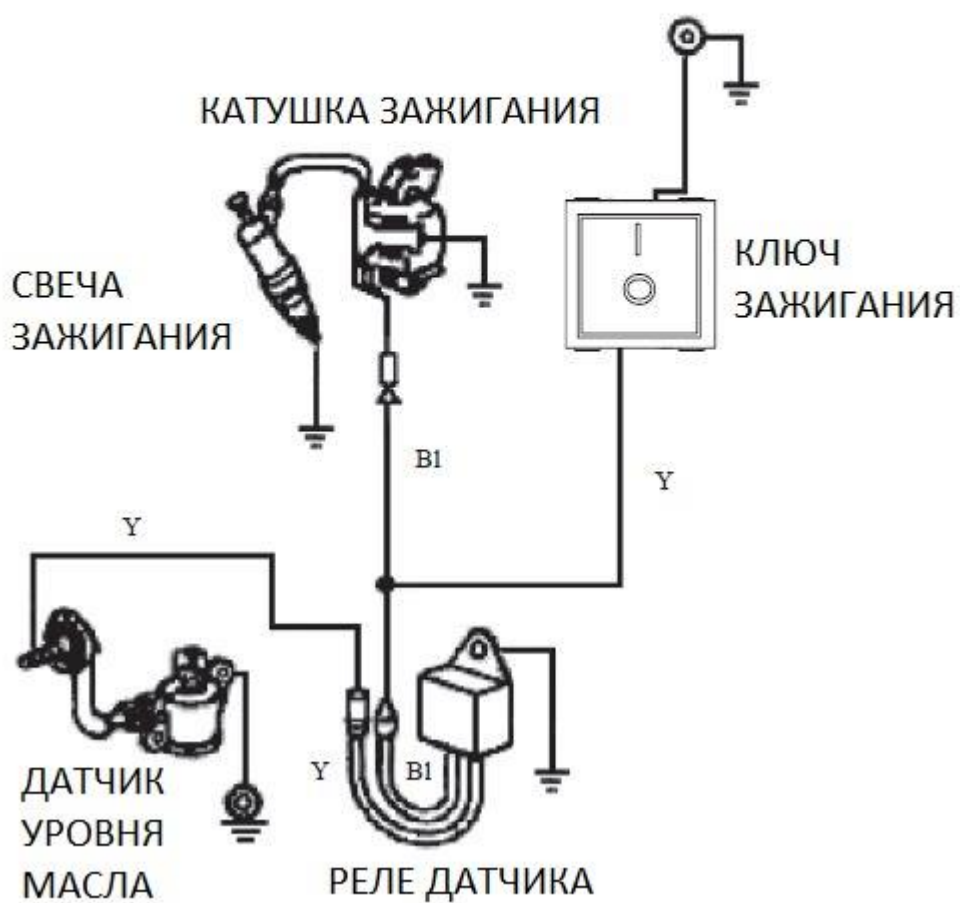 КАТУШКА ЗАЖИГАНИЯ
СВЕЧА
ЗАЖИГАНИЯ
КЛЮЧ
ЗАЖИГАНИЯ
B1
Y
Y
Y
B1
ДАТЧИК
УРОВНЯ
МАСЛА
РЕЛЕ ДАТЧИКА